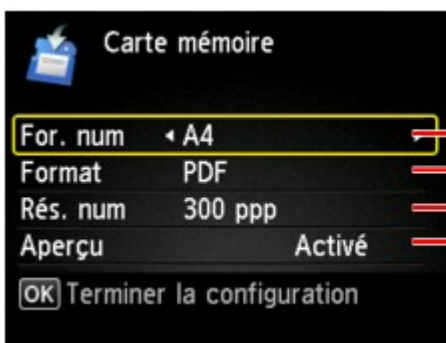 Carte mémoire
For. num A4
Format PDF
Rés. num 300 ppp
Aperçu Activé
OK Terminer la configuration